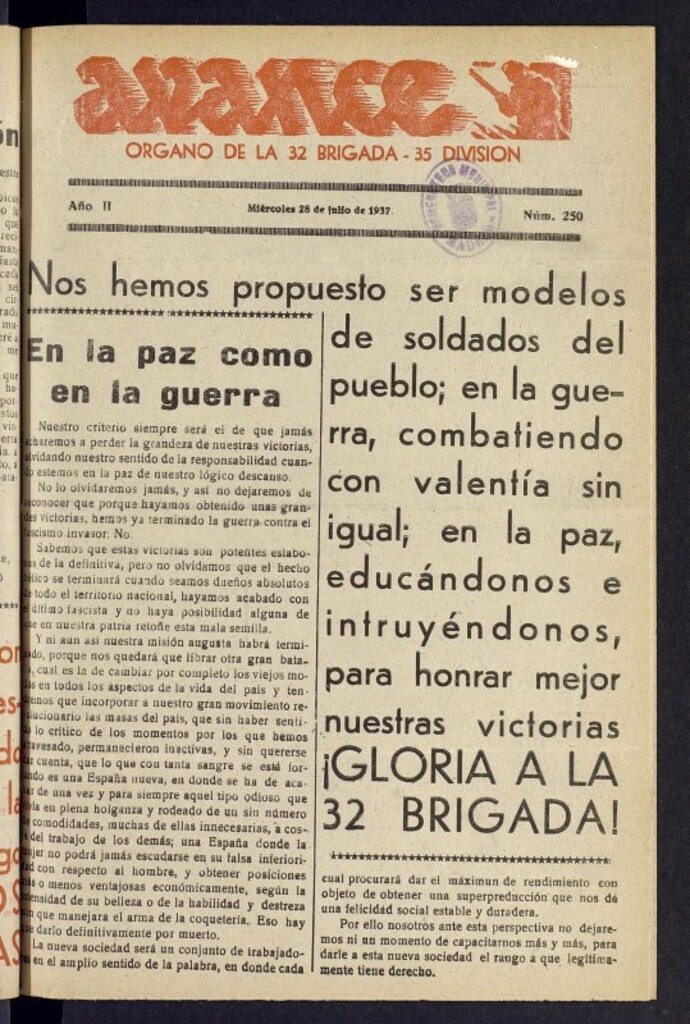 avance
ORGANO DE LA 32 BRIGADA - 35 DIVISION
Año II
Miércoles 28 de julio de 1937.
Núm. 250
Nos hemos propuesto ser modelos
de soldados del
pueblo; en la gue-
rra, combatiendo
con valentía sin
igual; en la paz,
educándonos e
intruyéndonos,
para honrar mejor
nuestras victorias
¡GLORIA A LA
32 BRIGADA!
En la paz como
en la guerra
Nuestro criterio siempre será el de que jamás
echaremos a perder la grandeza de nuestras victorias,
olvidando nuestro sentido de la responsabilidad cuan-
do estemos en la paz de nuestro lógico descanso.
No lo olvidaremos jamás, y así no dejaremos de
reconocer que porque hayamos obtenido unas gran-
des victorias, hemos ya terminado la guerra contra el
fascismo invasor. No.
Sabemos que estas victorias son potentes eslabo-
nes de la definitiva, pero no olvidamos que el hecho
bélico se terminará cuando seamos dueños absolutos
de todo el territorio nacional, hayamos acabado con
el último fascista y no haya posibilidad alguna de
que en nuestra patria retoñe esta mala semilla.
Y ni aun así nuestra misión augusta habrá termi-
nado, porque nos quedará que librar otra gran bata-
lla, cual es la de cambiar por completo los viejos mo-
dos en todos los aspectos de la vida del país y ten-
dremos que incorporar a nuestro gran movimiento re-
volucionario las masas del país, que sin haber senti-
do lo crítico de los momentos por los que hemos
atravesado, permanecieron inactivas, y sin quererse
dar cuenta, que lo que con tanta sangre se está for-
jando es una España nueva, en donde se ha de aca-
bar de una vez y para siempre aquel tipo odioso que
vivía en plena holganza y rodeado de un sin número
de comodidades, muchas de ellas innecesarias, a cos-
ta del trabajo de los demás; una España donde la
mujer no podrá jamás escudarse en su falsa inferiori-
dad con respecto al hombre, y obtener posiciones
más o menos ventajosas económicamente, según la
intensidad de su belleza o de la habilidad y destreza
con que manejara el arma de la coquetería. Eso hay
que darlo definitivamente por muerto.
La nueva sociedad será un conjunto de trabajado-
res en el amplio sentido de la palabra, en donde cada
cual procurará dar el máximun de rendimiento con
objeto de obtener una superproducción que nos dé
una felicidad social estable y duradera.
Por ello nosotros ante esta perspectiva no dejare-
mos ni un momento de capacitarnos más y más, para
darle a esta nueva sociedad el rango a que legítima-
mente tiene derecho.